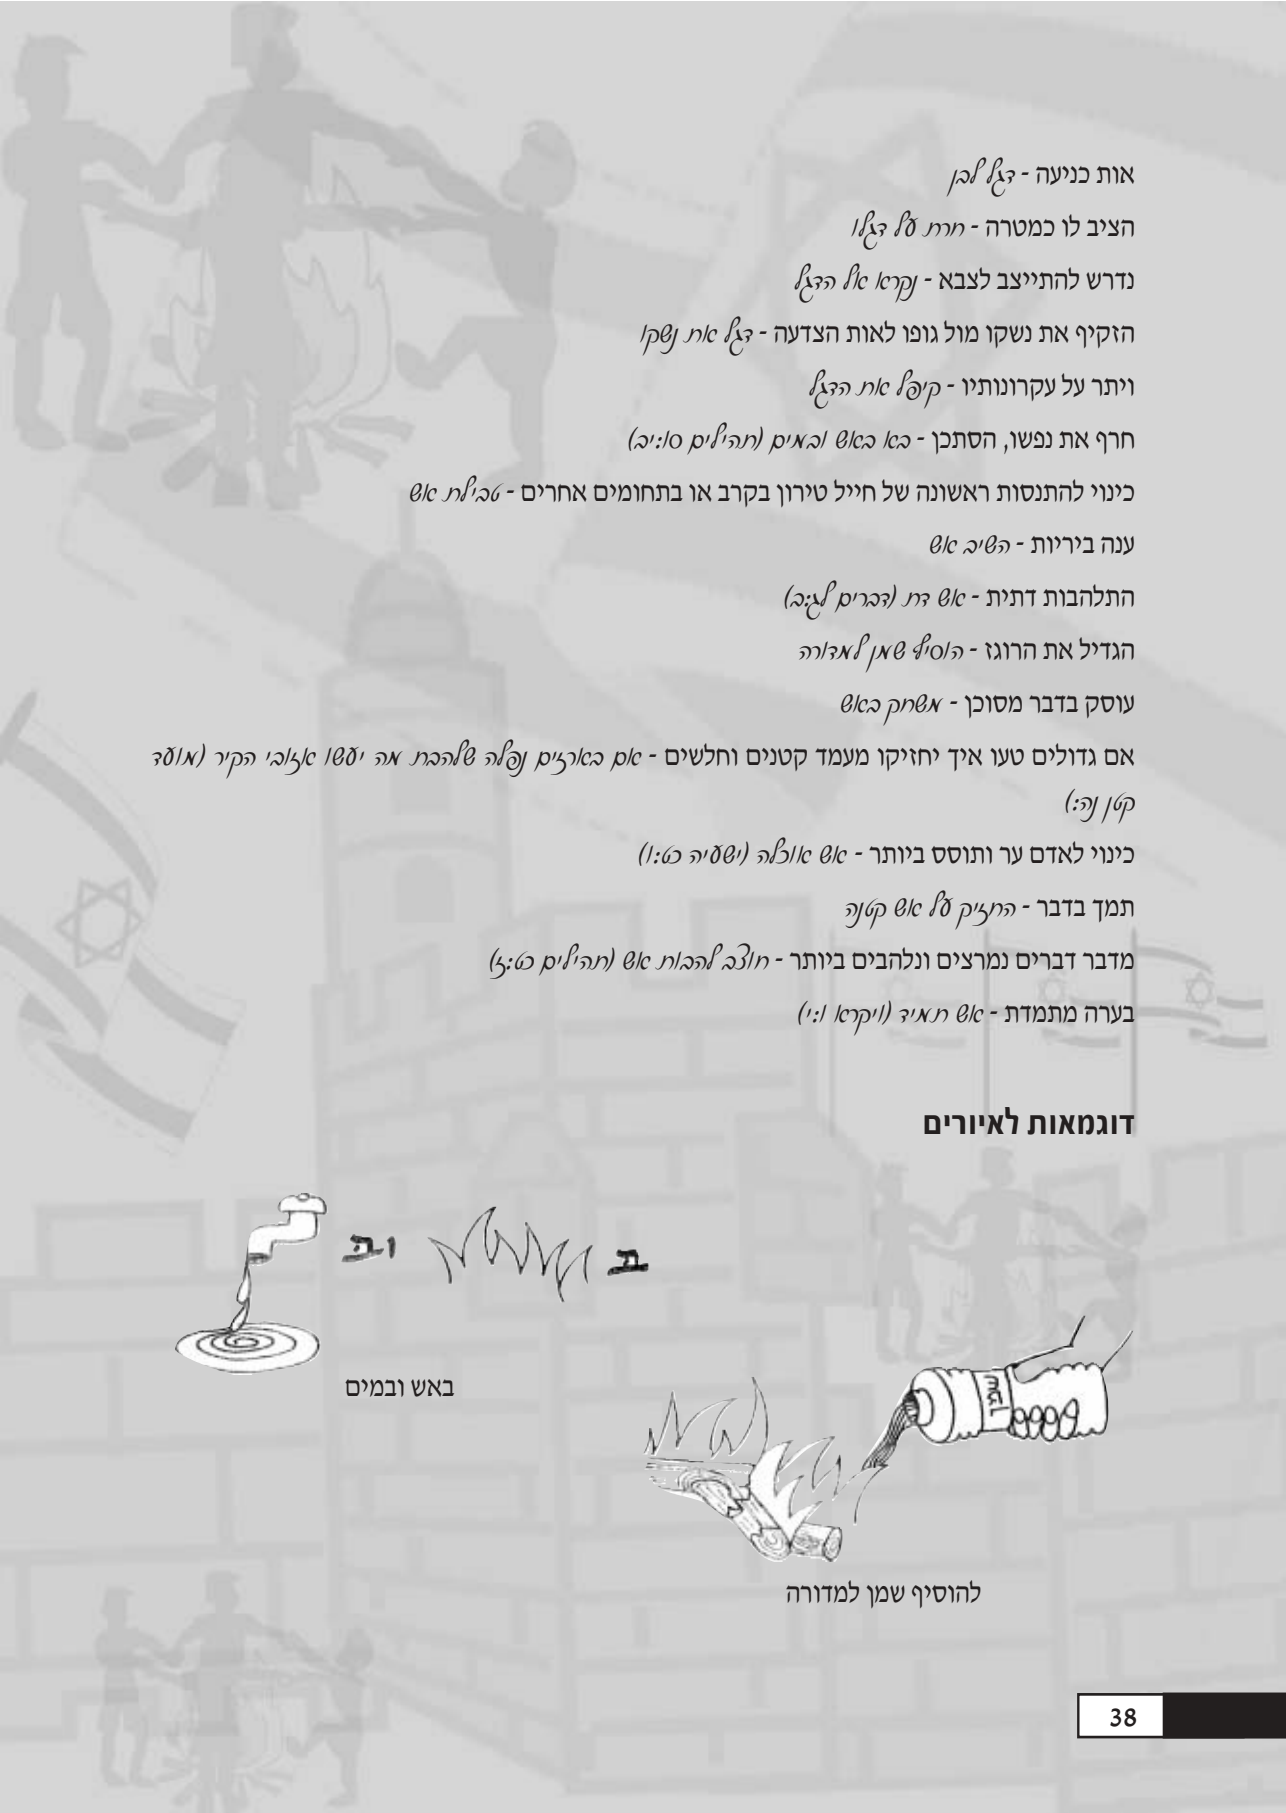 אות כניעה - דגל לבן
הציב לו כמטרה - חרת על דגלו
נדרש להתייצב לצבא - נקרא אל הדגל
הזקיף את נשקו מול גופו לאות הצדעה - דגל את נשקו
ויתר על עקרונותיו - קיפל את הדגל
חרף את נפשו, הסתכן - בא באש ובמים (תהילים סו:יב)
כינוי להתנסות ראשונה של חייל טירון בקרב או בתחומים אחרים - טבילת אש
ענה ביריות - השיב אש
התלהבות דתית - אש דת (דברים לג:ב)
הגדיל את הרוגז - הוסיף שמן למדורה
עוסק בדבר מסוכן - משחק באש
אם גדולים טעו איך יחזיקו מעמד קטנים וחלשים - אם בארזים נפלה שלהבת מה יעשו אזובי הקיר (מועד
קטן נה:)
כינוי לאדם ער ותוסס ביותר - אש אוכלה (ישעיה כט:ו)
תמך בדבר - החזיק על אש קטנה
מדבר דברים נמרצים ונלהבים ביותר - חוצב להבות אש (תהילים כט:ז)
בערה מתמדת - אש תמיד (ויקרא ו:י)
דוגמאות לאיורים
ב וב
באש ובמים
שמן
להוסיף שמן למדורה
38